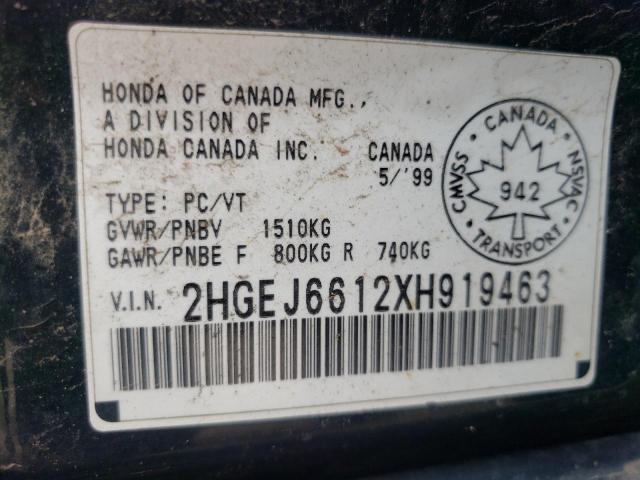 HONDA OF CANADA MFG.,
A DIVISION OF
HONDA CANADA INC. CANADA
5/'99
TYPE: PC/VT
GVWR/PNBV 1510KG
GAWR/PNBE F 800KG R 740KG
V.I.N. 2HGEJ6612XH919463
CANADA
CMVSS
NSVAC
942
TRANSPORT